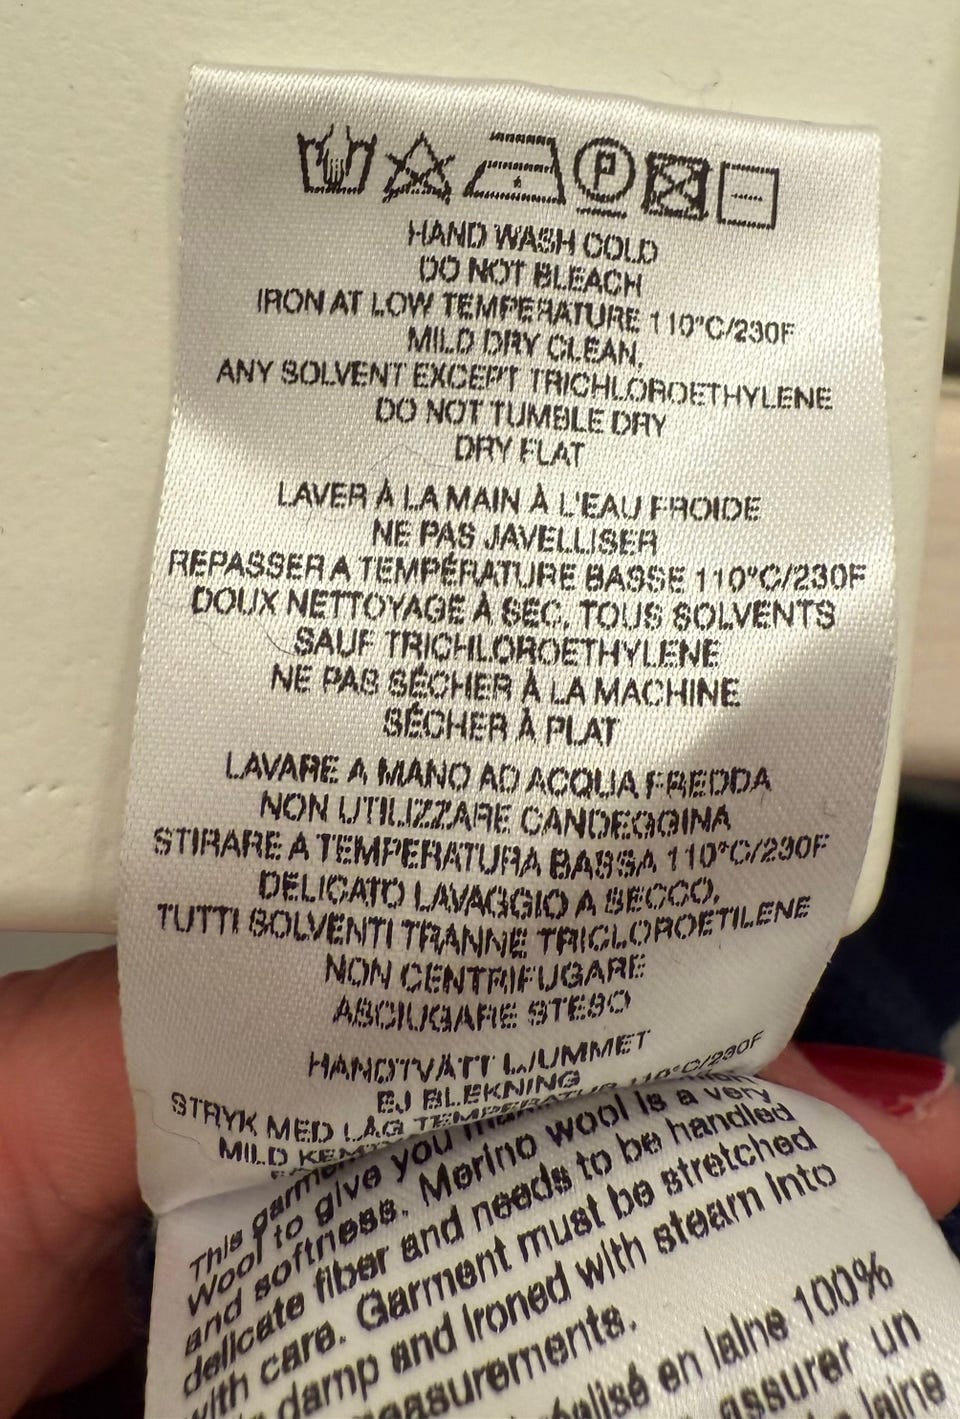 P
HAND WASH COLD
DO NOT BLEACH
IRON AT LOW TEMPERATURE 110°C/230F
MILD DRY CLEAN,
ANY SOLVENT EXCEPT TRICHLOROETHYLENE
DO NOT TUMBLE DRY
DRY FLAT
LAVER À LA MAIN À L'EAU FROIDE
NE PAS JAVELLISER
REPASSER A TEMPÉRATURE BASSE 110°C/230F
DOUX NETTOYAGE À SEC, TOUS SOLVENTS
SAUF TRICHLOROETHYLENE
NE PAS SÉCHER À LA MACHINE
SÉCHER À PLAT
LAVARE A MANO AD ACQUA FREDDA
NON UTILIZZARE CANDEGGINA
STIRARE A TEMPERATURA BASSA 110°C/230F
DELICATO LAVAGGIO A SECCO,
TUTTI SOLVENTI TRANNE TRICLOROETILENE
NON CENTRIFUGARE
ASCIUGARE STESO
HANDTVÄTT LJUMMET
EJ BLEKNING
STRYK MED LÅG TEMPERATUR 110°C/230F
MILD
This garment
Wool to give you
and softness. Merino wool is a very
delicate fiber and needs to be handled
with care. Garment must be stretched
damp and ironed with steam into
measurements.
réalisé en laine 100%
assurer un
laine